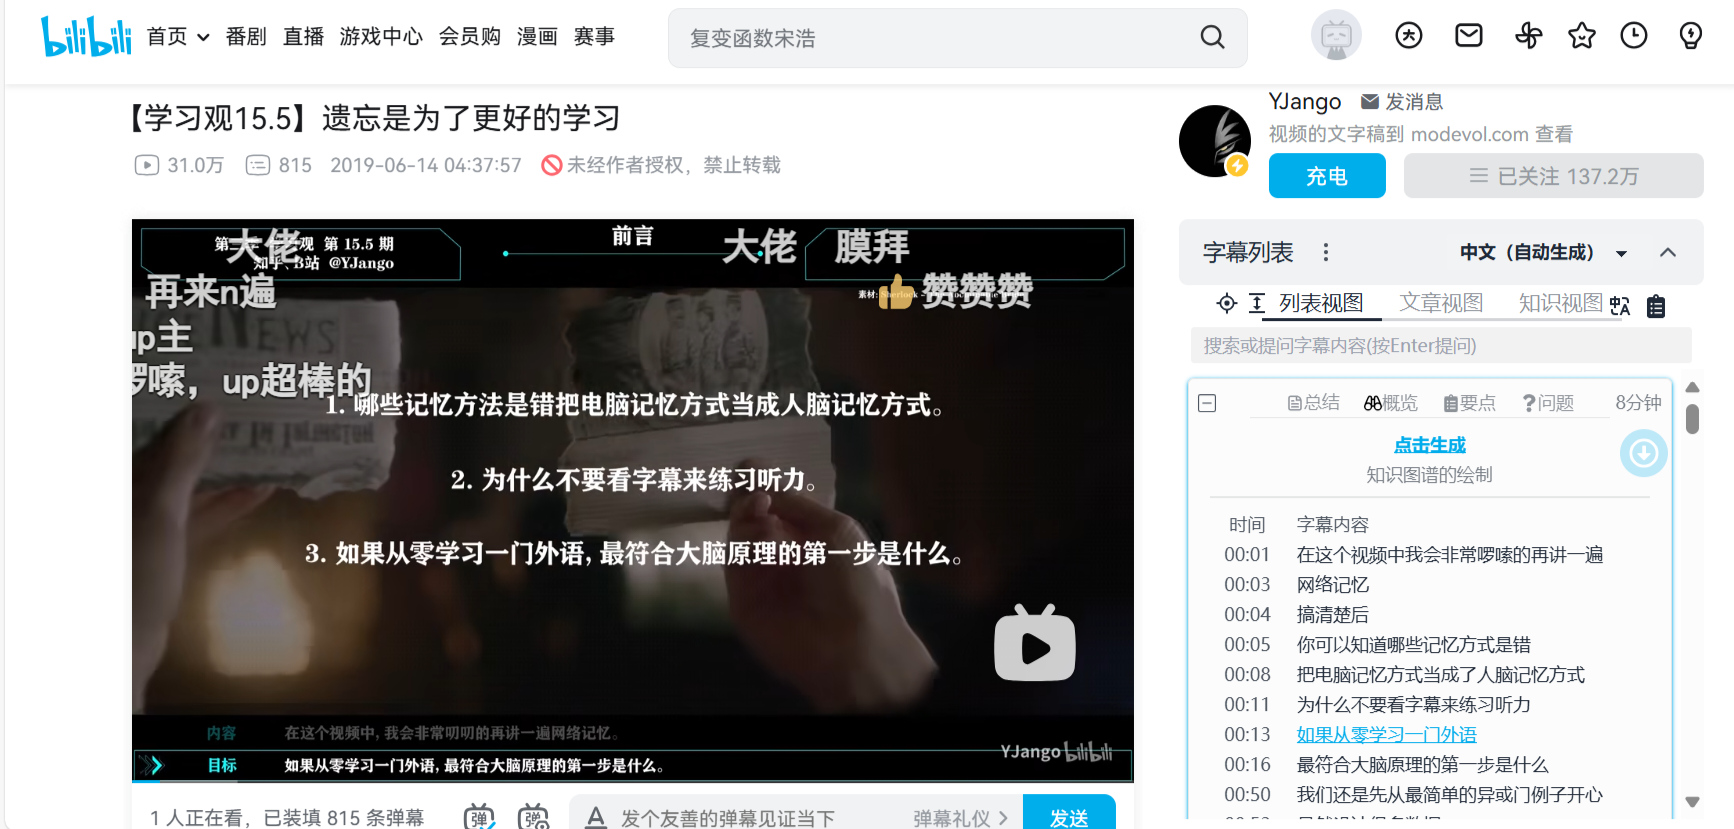 bilibili 首页 番剧 直播 游戏中心 会员购 漫画 赛事
复变函数宋浩
【学习观15.5】遗忘是为了更好的学习
31.0万 815 2019-06-14 04:37:57 未经作者授权，禁止转载
YJango 发消息
视频的文字稿到 modevol.com 查看
充电
已关注 137.2万
前言
第 15.5 期
知乎、B站 @YJango
大佬
大佬
膜拜
再来n遍
赞赞赞
素材:
up主
啰嗦，up超棒的
1. 哪些记忆方法是错把电脑记忆方式当成人脑记忆方式。
2. 为什么不要看字幕来练习听力。
3. 如果从零学习一门外语, 最符合大脑原理的第一步是什么。
内容 在这个视频中, 我会非常叨叨的再讲一遍网络记忆。
YJango bilibili
目标 如果从零学习一门外语, 最符合大脑原理的第一步是什么。
1 人正在看，已装填 815 条弹幕
弹
弹
A 发个友善的弹幕见证当下 弹幕礼仪
发送
字幕列表
中文（自动生成）
列表视图 文章视图 知识视图
搜索或提问字幕内容(按Enter提问)
总结 概览 要点 ?问题 8分钟
点击生成
知识图谱的绘制
时间 字幕内容
00:01 在这个视频中我会非常啰嗦的再讲一遍
00:03 网络记忆
00:04 搞清楚后
00:05 你可以知道哪些记忆方式是错
00:08 把电脑记忆方式当成了人脑记忆方式
00:11 为什么不要看字幕来练习听力
00:13 如果从零学习一门外语
00:16 最符合大脑原理的第一步是什么
00:50 我们还是先从最简单的异或门例子开心